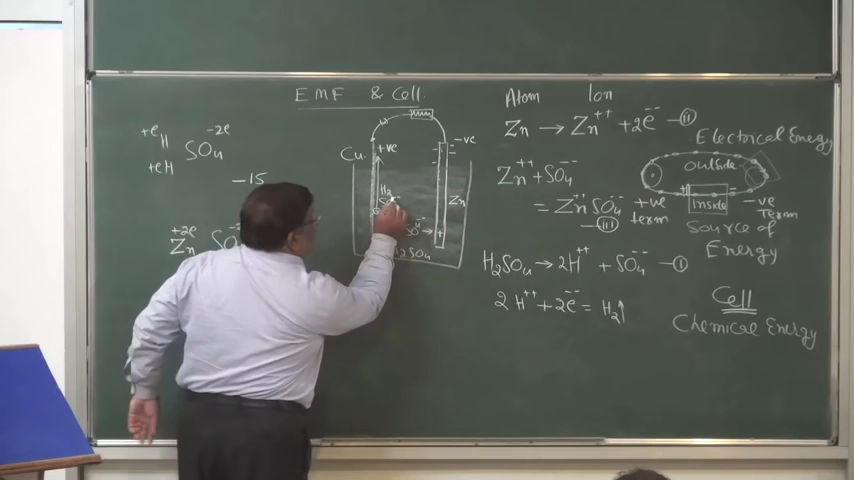 EMF & Cell
+e H SO4 -2e
+e H
-15
+2e
Zn SO
Cu
+ve
-ve
H2
Zn
SO4--
+
H2SO4
Atom Ion
Zn → Zn++ + 2e-- - (ii)
Zn++ + SO4--
= Zn++ SO4--
- (iii)
H2SO4 → 2H++ + SO4-- - (i)
2H++ + 2e-- = H2↑
Electrical Energy
Outside
+ -
Inside
+ve term
-ve Term
Source of
Energy
Cell
Chemical Energy